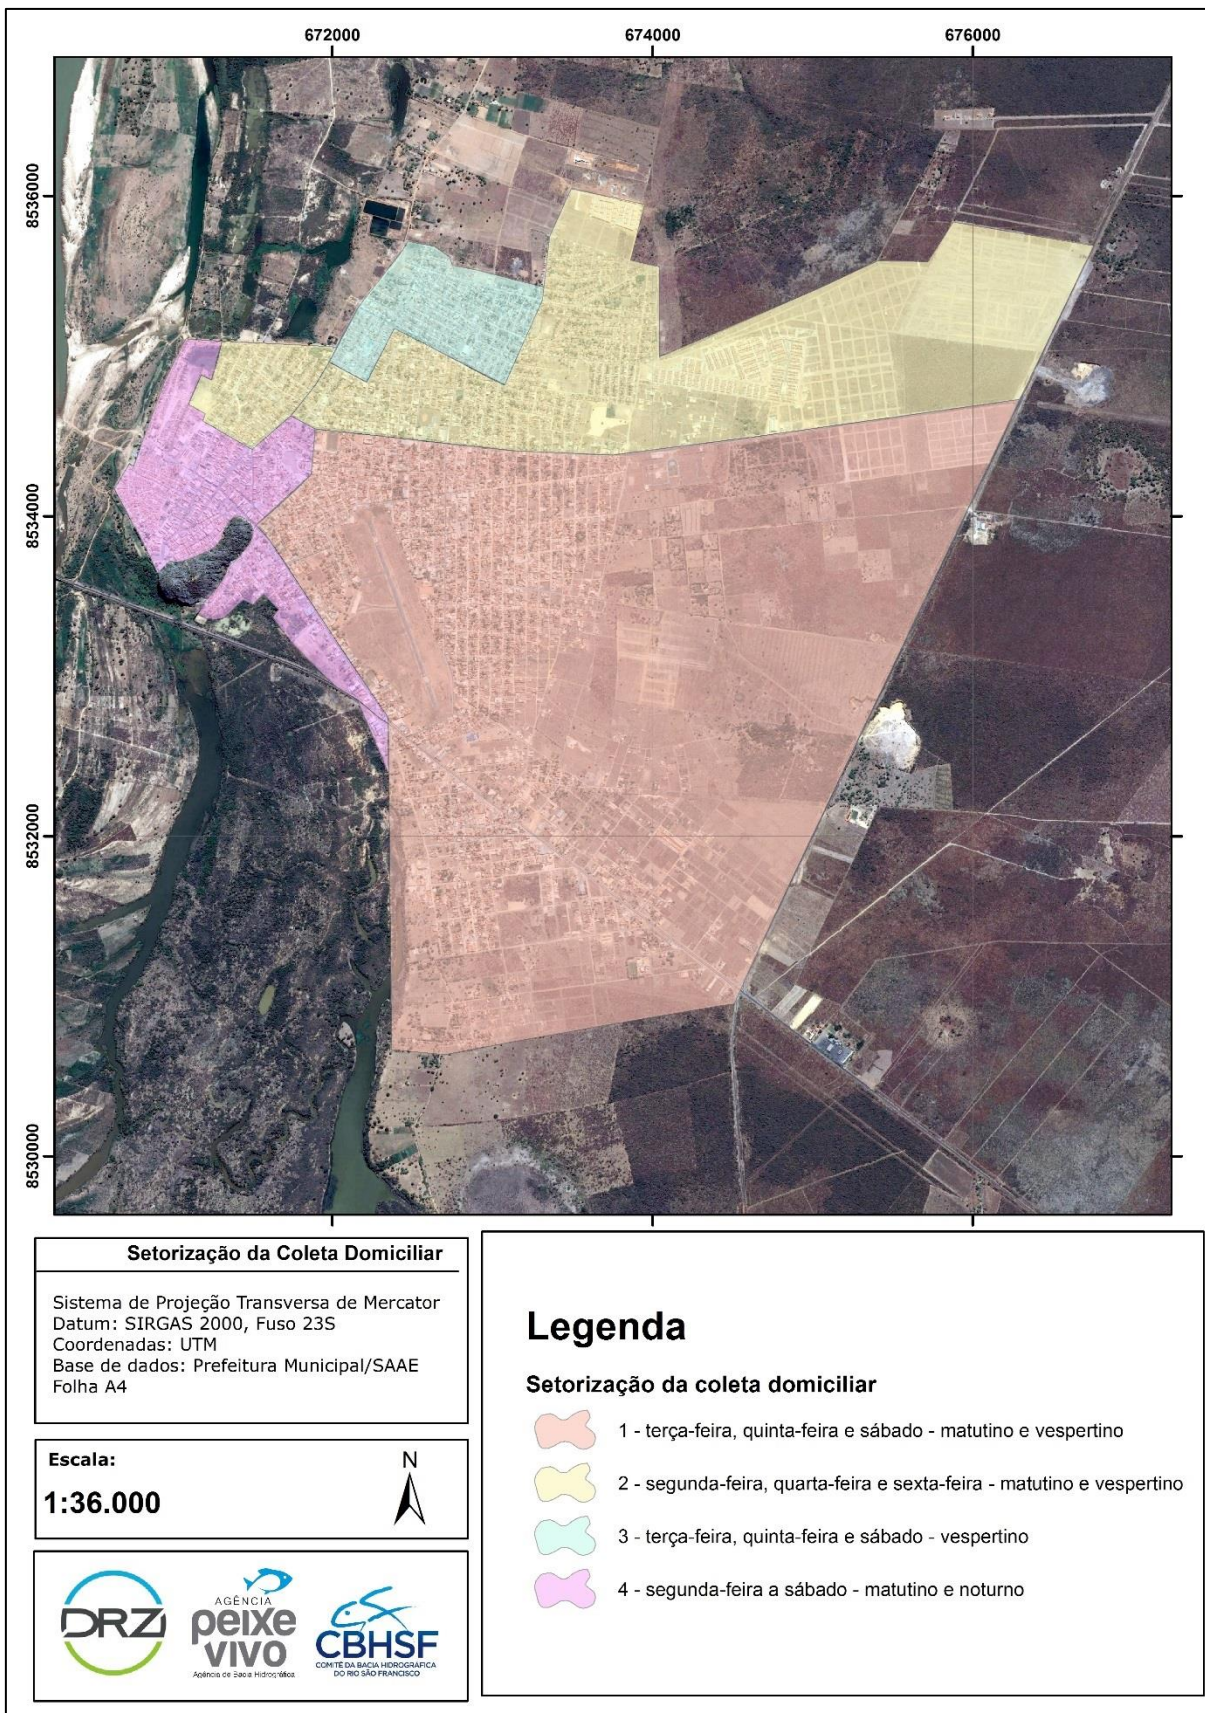 672000
674000
676000
8536000
8534000
8532000
8530000
Setorização da Coleta Domiciliar
Sistema de Projeção Transversa de Mercator
Datum: SIRGAS 2000, Fuso 23S
Coordenadas: UTM
Base de dados: Prefeitura Municipal/SAAE
Folha A4
Escala:
1:36.000
N
DRZ
AGÊNCIA
peixe
vivo
Agência de Bacia Hidrográfica
CBHSF
COMITÊ DA BACIA HIDROGRÁFICA
DO RIO SÃO FRANCISCO
Legenda
Setorização da coleta domiciliar
1 - terça-feira, quinta-feira e sábado - matutino e vespertino
2 - segunda-feira, quarta-feira e sexta-feira - matutino e vespertino
3 - terça-feira, quinta-feira e sábado - vespertino
4 - segunda-feira a sábado - matutino e noturno